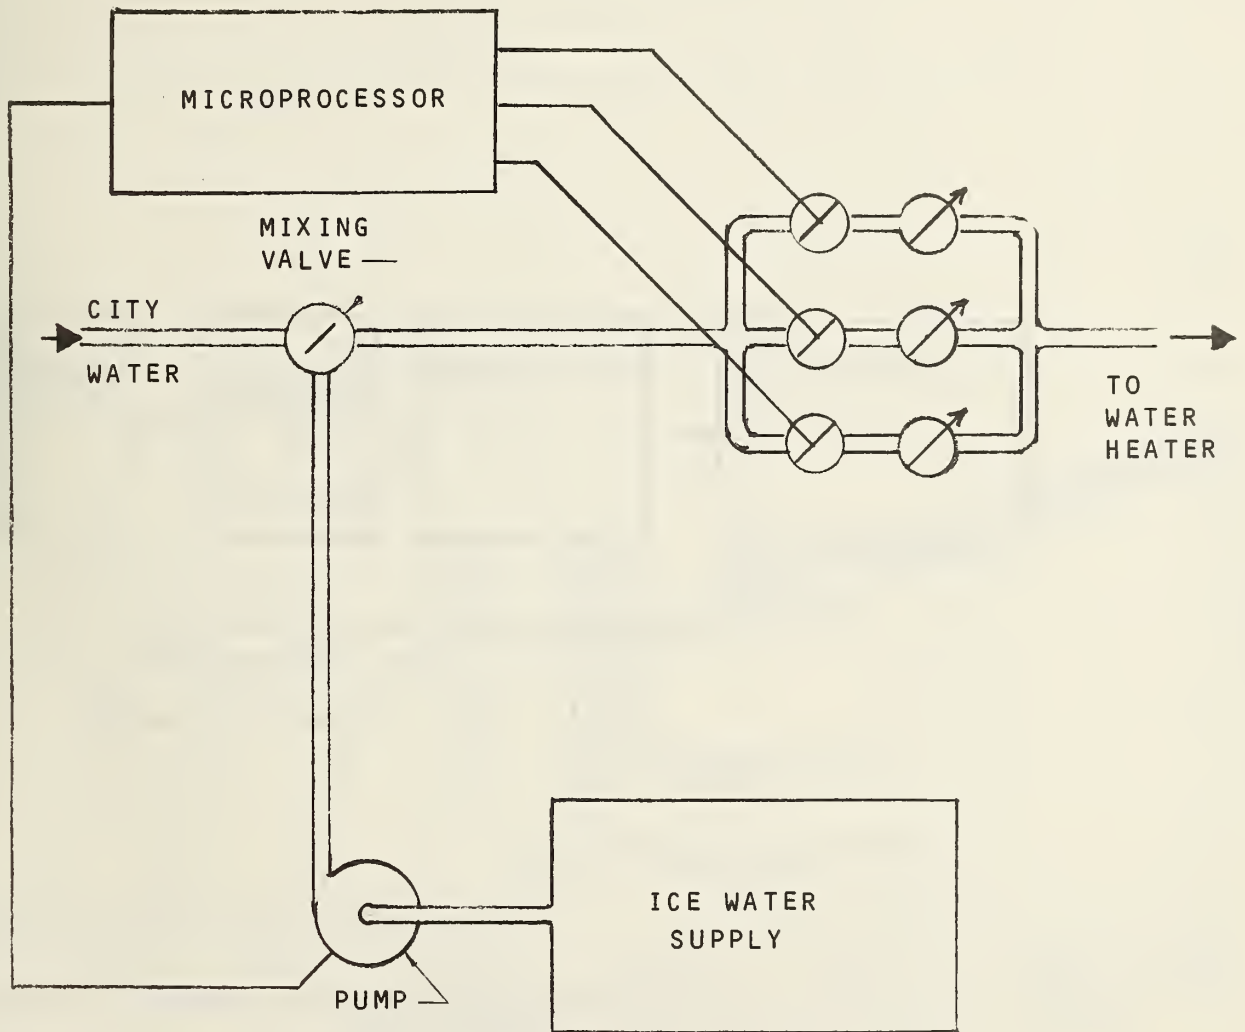 MICROPROCESSOR
MIXING
VALVE
CITY
WATER
TO
WATER
HEATER
ICE WATER
SUPPLY
PUMP